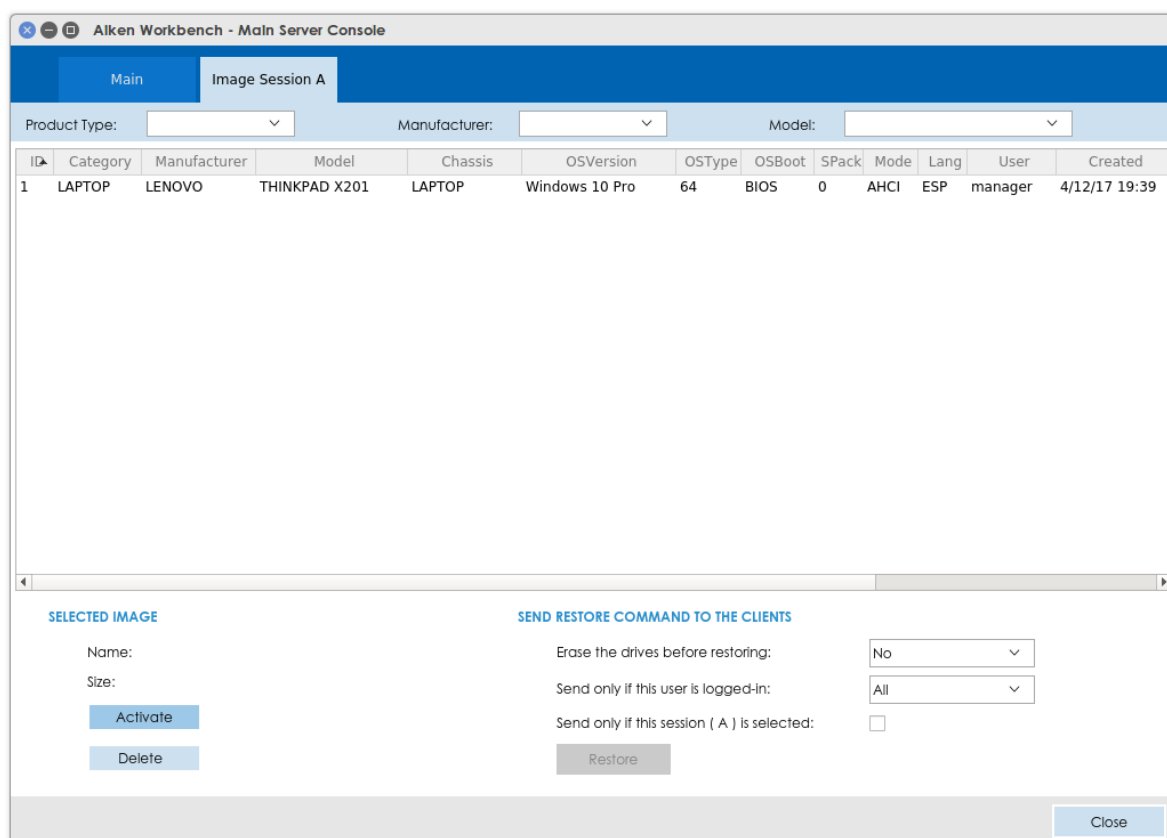 Aiken Workbench - Main Server Console
Main Image Session A
Product Type: Manufacturer: Model:
ID Category Manufacturer Model Chassis OSVersion OSType OSBoot SPack Mode Lang User Created
1 LAPTOP LENOVO THINKPAD X201 LAPTOP Windows 10 Pro 64 BIOS 0 AHCI ESP manager 4/12/17 19:39
SELECTED IMAGE
Name:
Size:
Activate
Delete
SEND RESTORE COMMAND TO THE CLIENTS
Erase the drives before restoring: No
Send only if this user is logged-in: All
Send only if this session ( A ) is selected:
Restore
Close